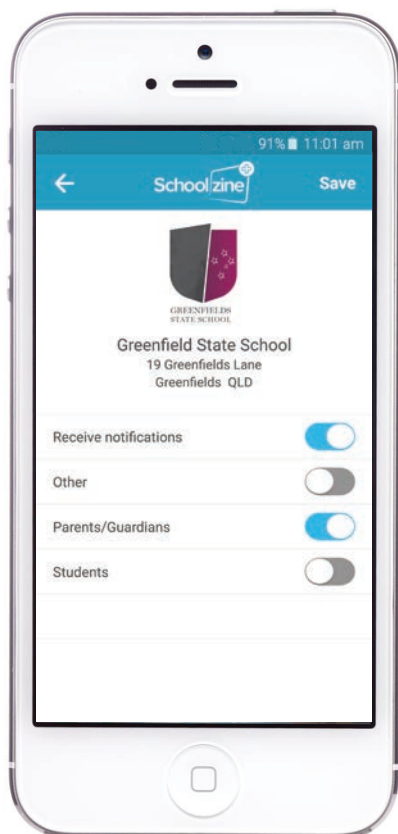 91% 11:01 am
Schoolzine Save
GREENFIELDS
STATE SCHOOL
Greenfield State School
19 Greenfields Lane
Greenfields QLD
Receive notifications
Other
Parents/Guardians
Students